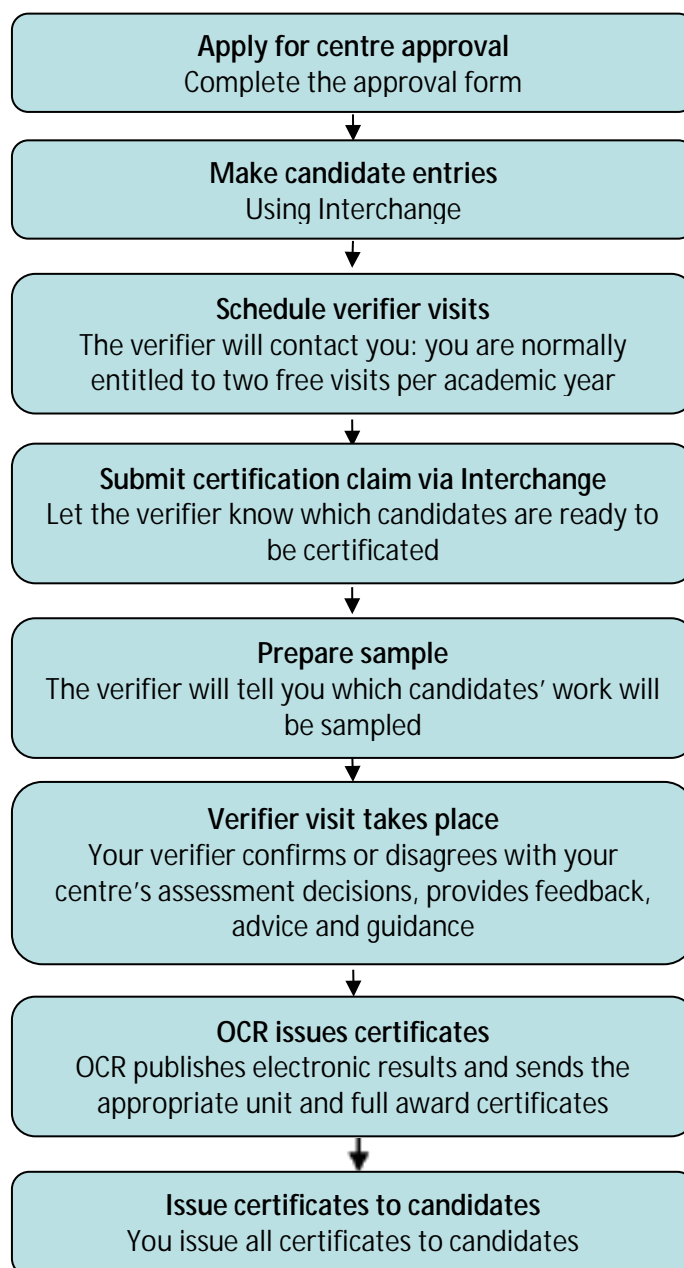 Apply for centre approval
Complete the approval form
Make candidate entries
Using Interchange
Schedule verifier visits
The verifier will contact you: you are normally
entitled to two free visits per academic year
Submit certification claim via Interchange
Let the verifier know which candidates are ready to
be certificated
Prepare sample
The verifier will tell you which candidates’ work will
be sampled
Verifier visit takes place
Your verifier confirms or disagrees with your
centre’s assessment decisions, provides feedback,
advice and guidance
OCR issues certificates
OCR publishes electronic results and sends the
appropriate unit and full award certificates
Issue certificates to candidates
You issue all certificates to candidates